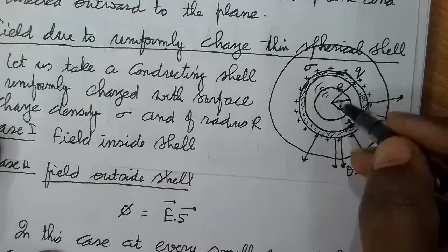 directed outward to the plane.
Field due to uniformly charge thin spherical shell
Let us take a conducting shell
uniformly charged with surface
charge density σ and of radius R
Case I Field inside shell
Case II field outside shell
ϕ = E⃗.S⃗
In this case at every small
σ
q